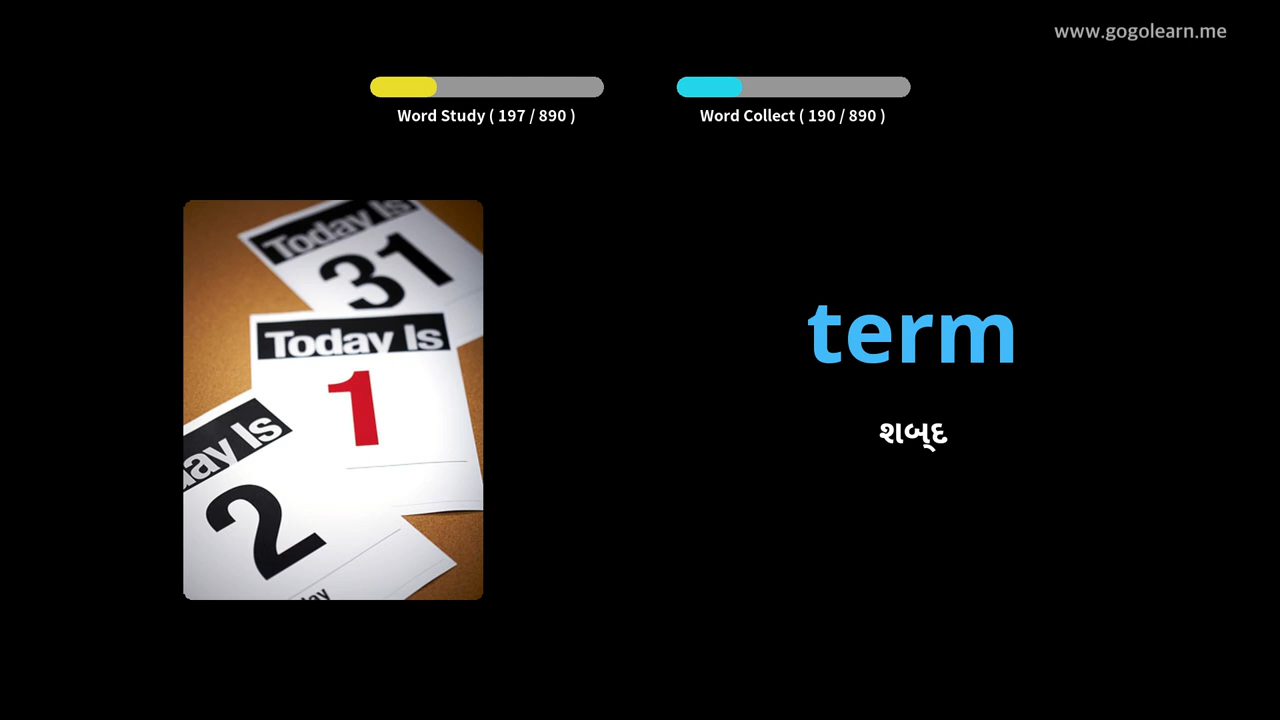 www.gogolearn.me
Word Study ( 197 / 890 )
Word Collect ( 190 / 890 )
Today Is
31
Today Is
1
ay Is
2
ay
term
શબ્દ